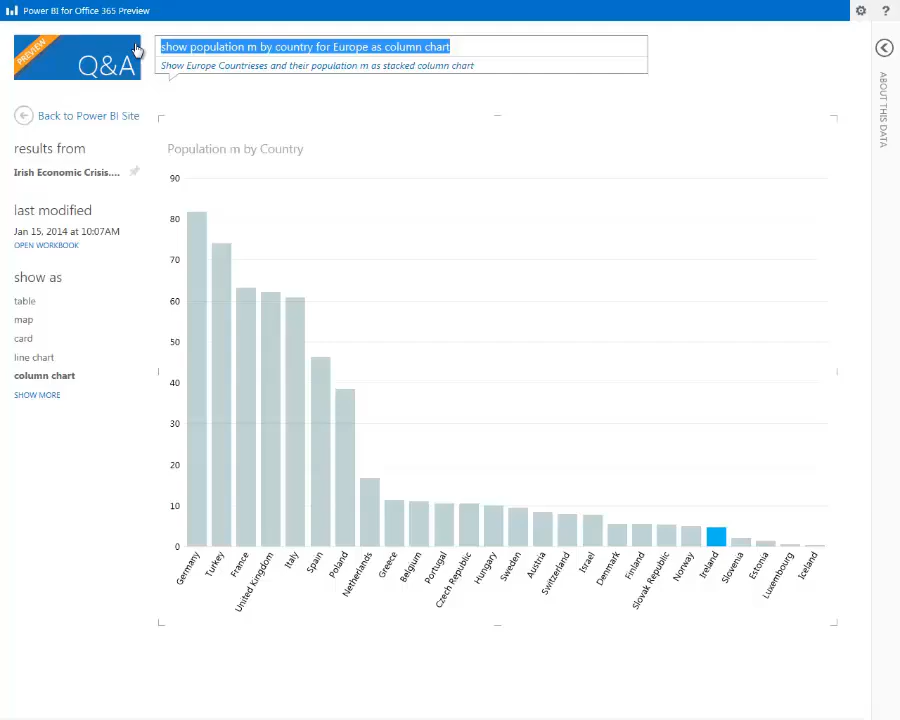 Power BI for Office 365 Preview
?
PREVIEW
Q&A
show population m by country for Europe as column chart
Show Europe Countrieses and their population m as stacked column chart
ABOUT THIS DATA
Back to Power BI Site
results from
Irish Economic Crisis....
last modified
Jan 15, 2014 at 10:07AM
OPEN WORKBOOK
show as
table
map
card
line chart
column chart
SHOW MORE
Population m by Country
90
80
70
60
50
40
30
20
10
0
Germany
Turkey
France
United Kingdom
Italy
Spain
Poland
Netherlands
Greece
Belgium
Portugal
Czech Republic
Hungary
Sweden
Austria
Switzerland
Israel
Denmark
Finland
Slovak Republic
Norway
Ireland
Slovenia
Estonia
Luxembourg
Iceland